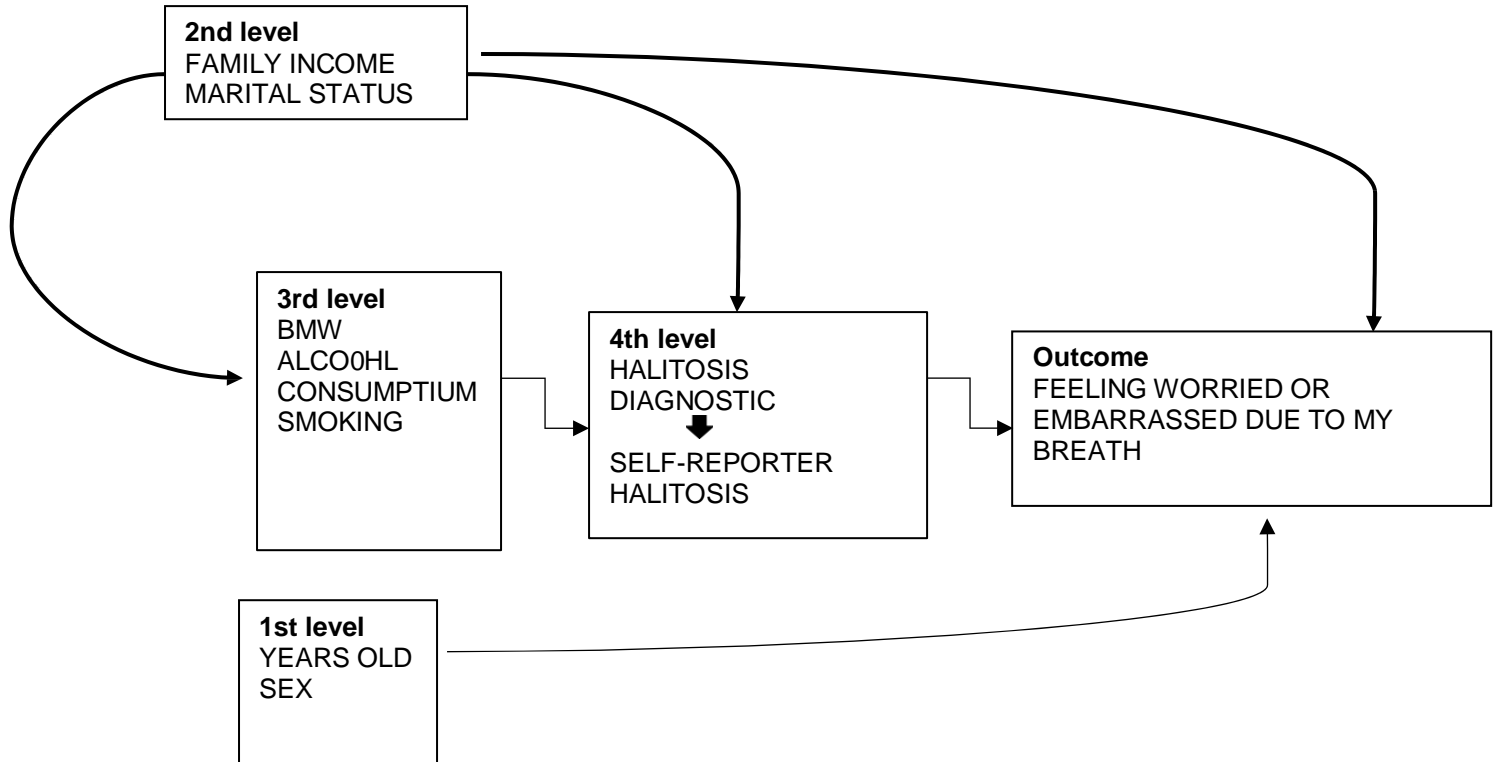 2nd level
FAMILY INCOME
MARITAL STATUS
3rd level
BMW
ALCO0HL
CONSUMPTIUM
SMOKING
4th level
HALITOSIS
DIAGNOSTIC
SELF-REPORTER
HALITOSIS
Outcome
FEELING WORRIED OR
EMBARRASSED DUE TO MY
BREATH
1st level
YEARS OLD
SEX